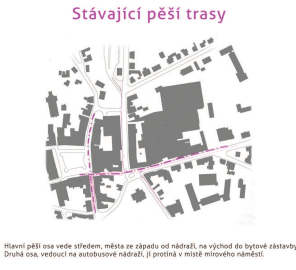 Stávající pěší trasy
Hlavní pěší osa vede středem, města ze západu od nádraží, na východ do bytové zástavby
Druhá osa, vedoucí na autobusové nádraží, jí protíná v místě mírového náměstí.